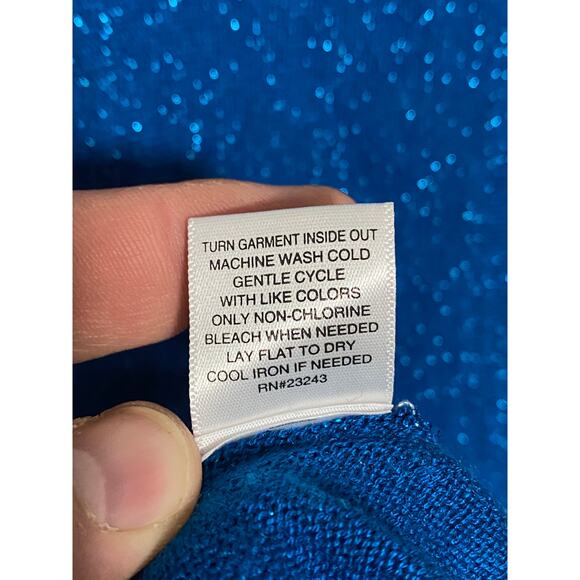 TURN GARMENT INSIDE OUT
MACHINE WASH COLD
GENTLE CYCLE
WITH LIKE COLORS
ONLY NON-CHLORINE
BLEACH WHEN NEEDED
LAY FLAT TO DRY
COOL IRON IF NEEDED
RN#23243